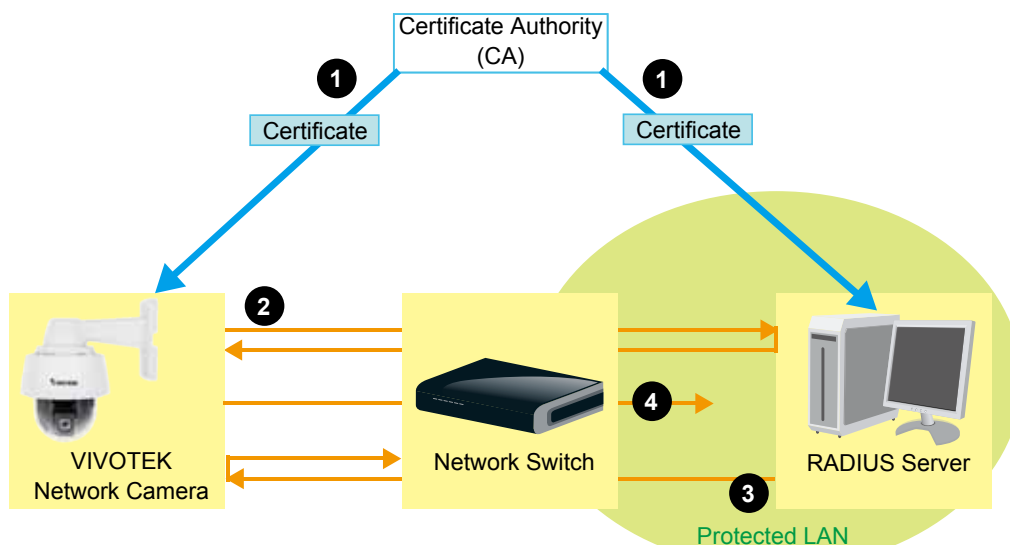 Certificate Authority
(CA)
1
1
Certificate
Certificate
2
4
VIVOTEK
Network Camera
Network Switch
RADIUS Server
3
Protected LAN